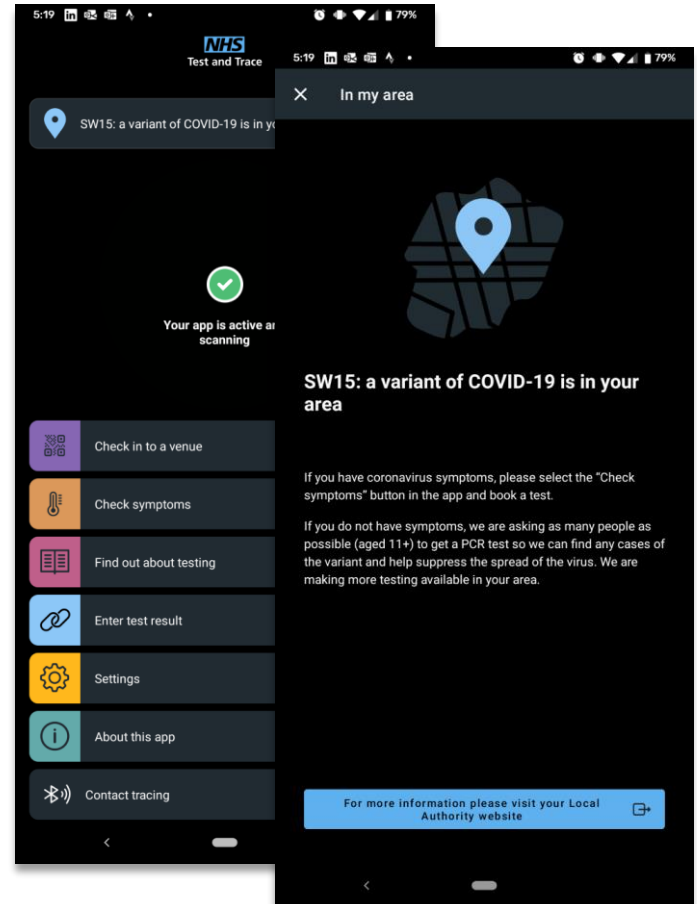 5:19
79%
NHS
Test and Trace
SW15: a variant of COVID-19 is in
Your app is active
scanning
Check in to a venue
Check symptoms
Find out about testing
Enter test result
Settings
About this app
Contact tracing
5:19
79%
In my area
SW15: a variant of COVID-19 is in your
area
If you have coronavirus symptoms, please select the "Check
symptoms" button in the app and book a test.
If you do not have symptoms, we are asking as many people as
possible (aged 11+) to get a PCR test so we can find any cases of
the variant and help suppress the spread of the virus. We are
making more testing available in your area.
For more information please visit your Local
Authority website